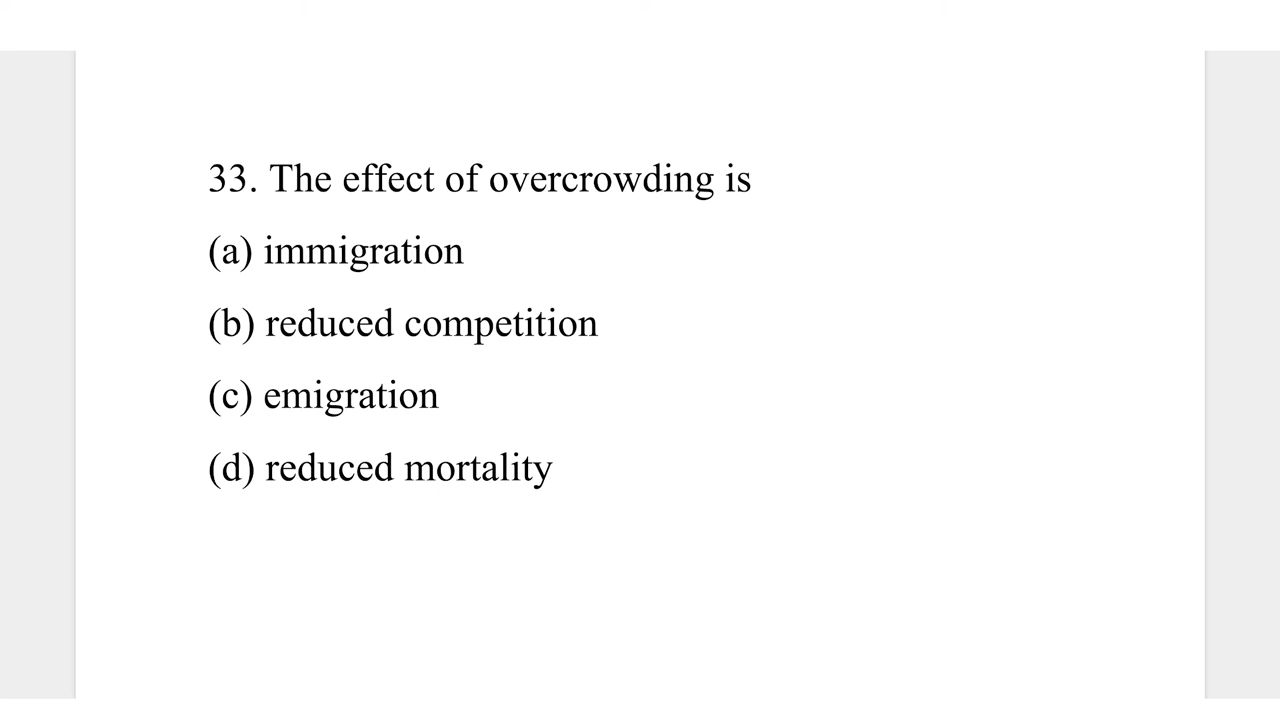 33. The effect of overcrowding is
(a) immigration
(b) reduced competition
(c) emigration
(d) reduced mortality